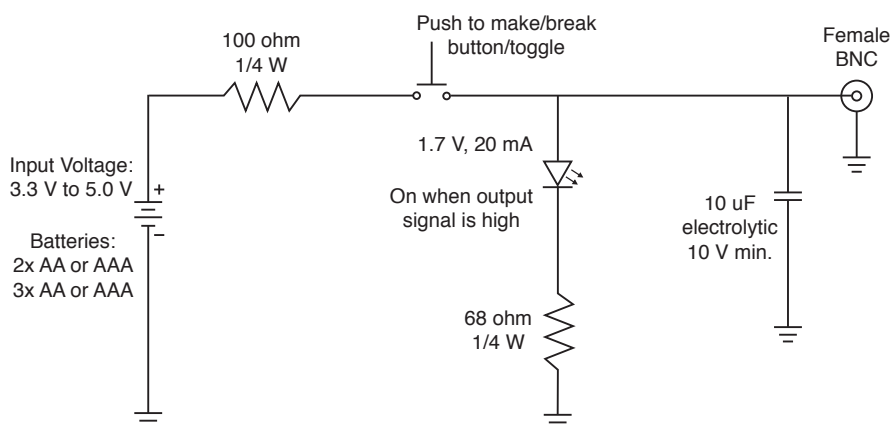 Push to make/break
button/toggle
Female
BNC
100 ohm
1/4 W
1.7 V, 20 mA
Input Voltage:
3.3 V to 5.0 V
+
On when output
signal is high
10 uF
electrolytic
10 V min.
–
Batteries:
2x AA or AAA
3x AA or AAA
68 ohm
1/4 W